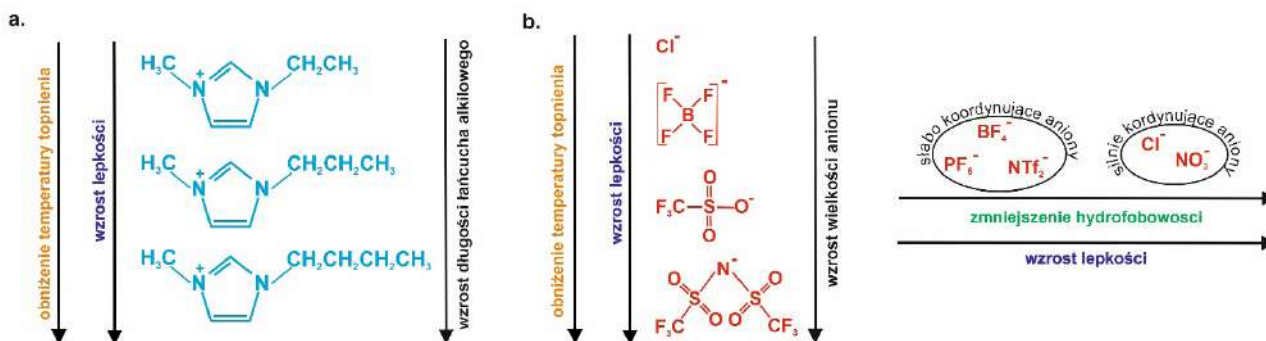 a.
obniżenie temperatury topnienia
wzrost lepkości
H₃C
CH₂CH₃
N
+
N
H₃C
CH₂CH₂CH₃
N
+
N
H₃C
CH₂CH₂CH₂CH₃
N
+
N
wzrost długości łańcucha alkilowego
b.
obniżenie temperatury topnienia
wzrost lepkości
Cl⁻
F F
B
F F
-
O
F₃C S O⁻
O
N⁻
O S S O
O O
F₃C CF₃
wzrost wielkości anionu
słabo koordynujące aniony
BF₄⁻
PF₆⁻ NTf₂⁻
silnie kordynujące aniony
Cl⁻
NO₃⁻
zmniejszenie hydrofobowosci
wzrost lepkości